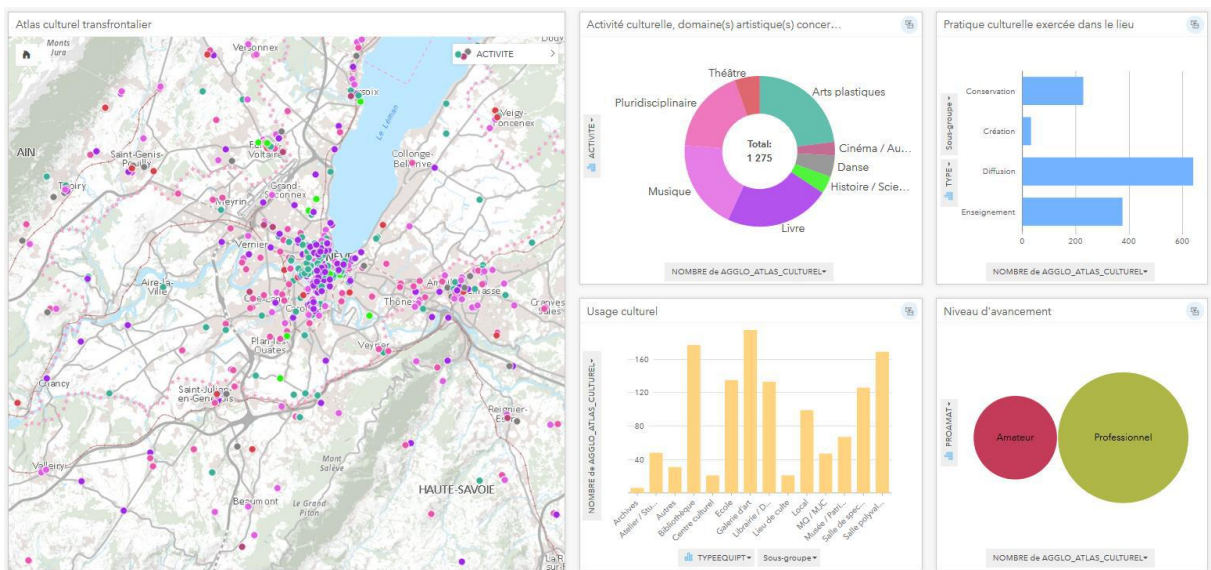 Atlas culturel transfrontalier
ACTIVITE
Monts
Jura
Versonnex
Versoix
Le Léman
Veigy-
Foncenex
AIN
Saint-Genis-
Pouilly
Ferney-
Voltaire
Collonge-
Bellerive
Thoiry
Grand-
Saconnex
Meyrin
Vernier
GENÈVE
Aire-la-
Ville
Carouge
Thônex
Annemasse
Cranves-
Sales
Plan-les-
Ouates
Veyrier
Chancy
Saint-Julien-
en-Genevois
Reignier-
Esery
Valleiry
Mont
Salève
Beaumont
Le Grand
Piton
HAUTE-SAVOIE
Activité culturelle, domaine(s) artistique(s) concer...
ACTIVITE
Théâtre
Arts plastiques
Pluridisciplinaire
Total:
1 275
Cinéma / Au...
Danse
Histoire / Scie...
Musique
Livre
NOMBRE de AGGLO_ATLAS_CULTUREL
Pratique culturelle exercée dans le lieu
TYPE
Sous-groupe
Conservation
Création
Diffusion
Enseignement
0 200 400 600
NOMBRE de AGGLO_ATLAS_CULTUREL
Usage culturel
NOMBRE de AGGLO_ATLAS_CULTUREL
160
120
80
40
Archives
Atelier / Stu...
Autres
Bibliothèque
Centre culturel
Ecole
Galerie d'art
Librairie / D...
Lieu de culte
Local
MQ / MJC
Musée / Patri...
Salle de spec...
Salle polyval...
TYPEEQUIPT Sous-groupe
Niveau d'avancement
PROAMAT
Amateur
Professionnel
NOMBRE de AGGLO_ATLAS_CULTUREL